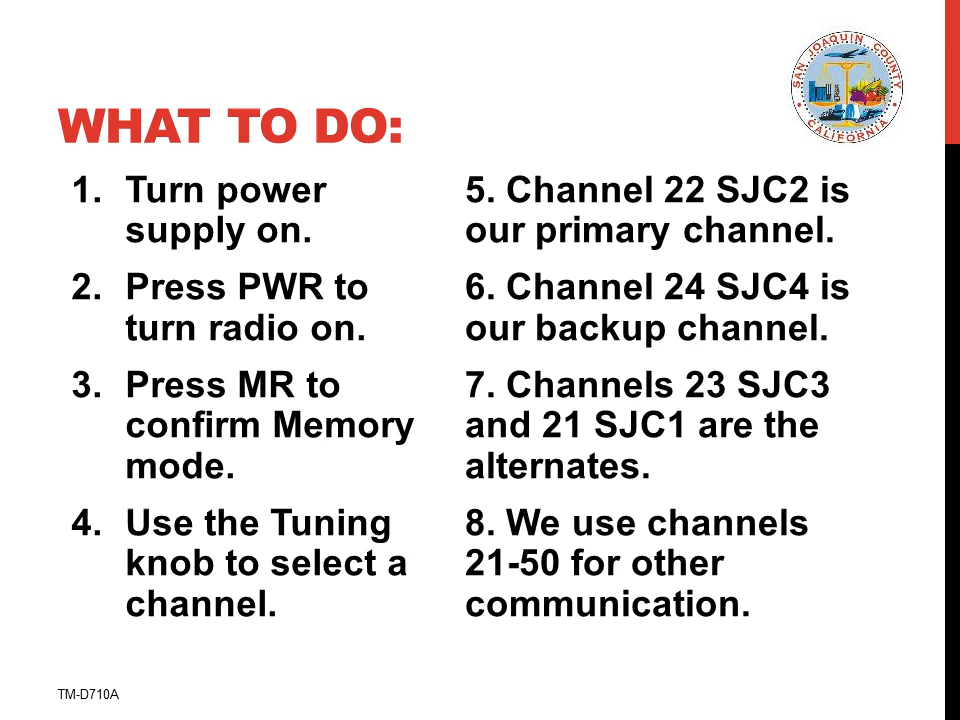 SAN JOAQUIN COUNTY
CALIFORNIA
WHAT TO DO:
1. Turn power
supply on.
2. Press PWR to
turn radio on.
3. Press MR to
confirm Memory
mode.
4. Use the Tuning
knob to select a
channel.
5. Channel 22 SJC2 is
our primary channel.
6. Channel 24 SJC4 is
our backup channel.
7. Channels 23 SJC3
and 21 SJC1 are the
alternates.
8. We use channels
21-50 for other
communication.
TM-D710A